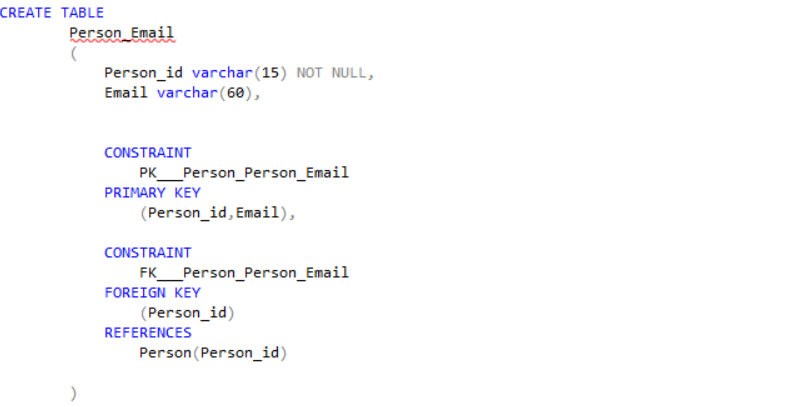 CREATE TABLE
Person_Email
(
Person_id varchar(15) NOT NULL,
Email varchar(60),
CONSTRAINT
PK___Person_Person_Email
PRIMARY KEY
(Person_id,Email),
CONSTRAINT
FK___Person_Person_Email
FOREIGN KEY
(Person_id)
REFERENCES
Person(Person_id)
)